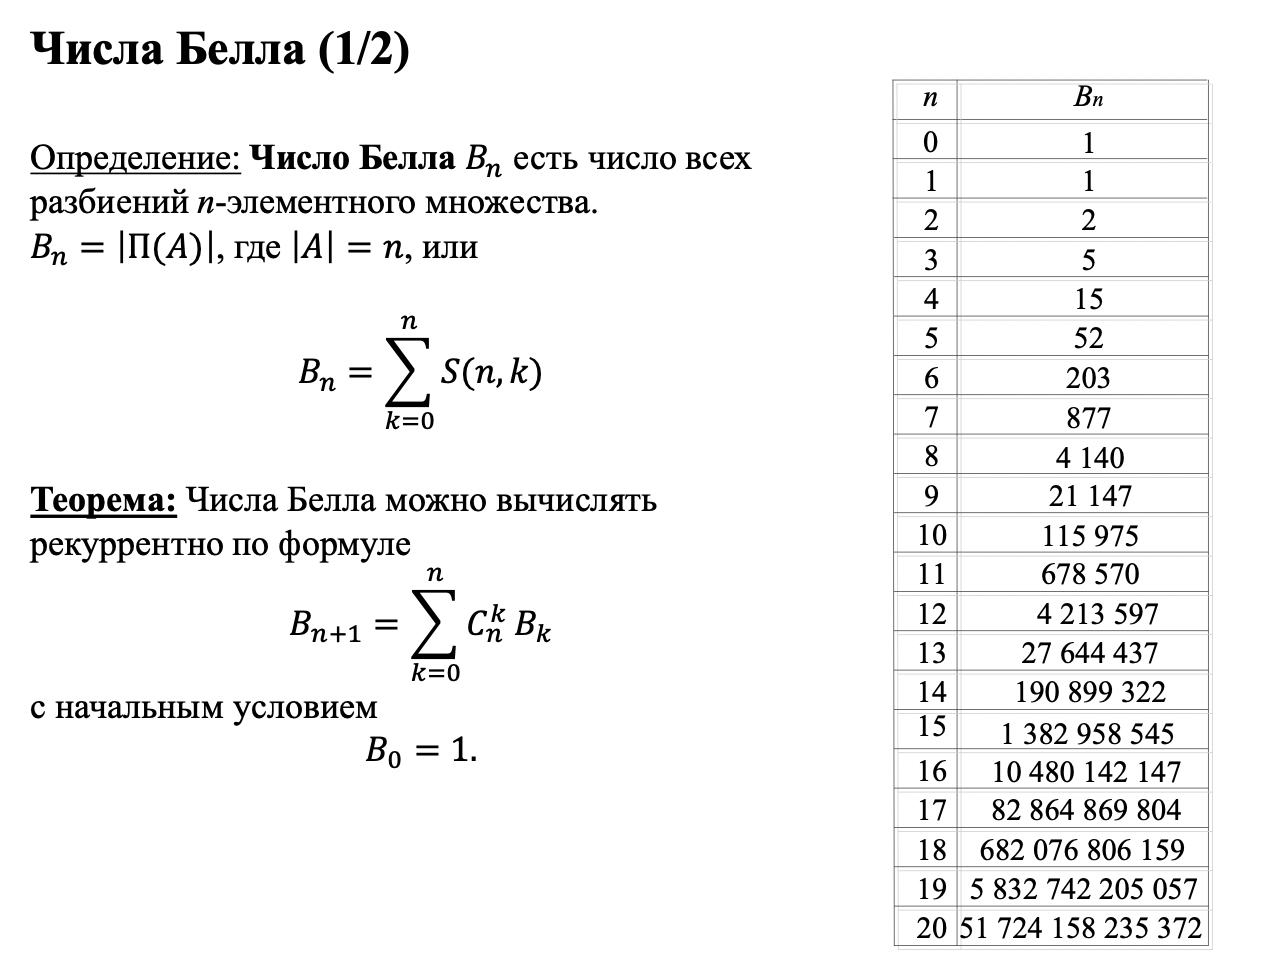 Числа Белла (1/2)
Определение: Число Белла Bₙ есть число всех
разбиений n-элементного множества.
Bₙ = |Π(A)|, где |A| = n, или
n
Bₙ = ∑ S(n, k)
k=0
Теорема: Числа Белла можно вычислять
рекуррентно по формуле
n
Bₙ₊₁ = ∑ Cₙᵏ Bₖ
k=0
с начальным условием
B₀ = 1.
n Bn
0 1
1 1
2 2
3 5
4 15
5 52
6 203
7 877
8 4 140
9 21 147
10 115 975
11 678 570
12 4 213 597
13 27 644 437
14 190 899 322
15 1 382 958 545
16 10 480 142 147
17 82 864 869 804
18 682 076 806 159
19 5 832 742 205 057
20 51 724 158 235 372